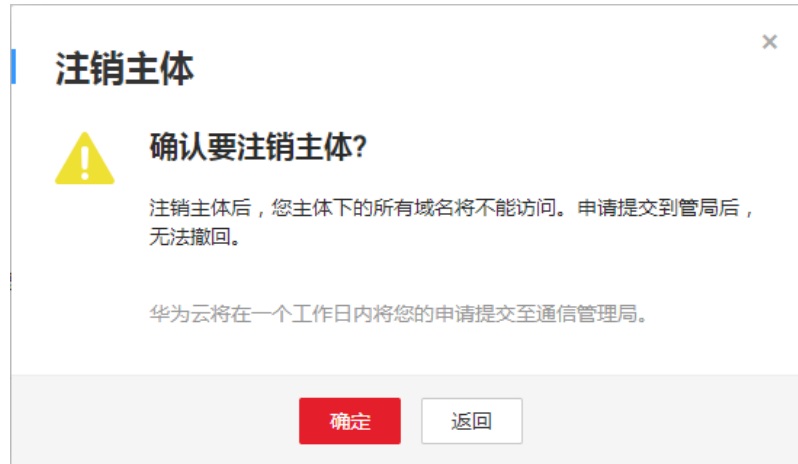 注销主体
确认要注销主体?
注销主体后，您主体下的所有域名将不能访问。申请提交到管局后，
无法撤回。
华为云将在一个工作日内将您的申请提交至通信管理局。
确定
返回